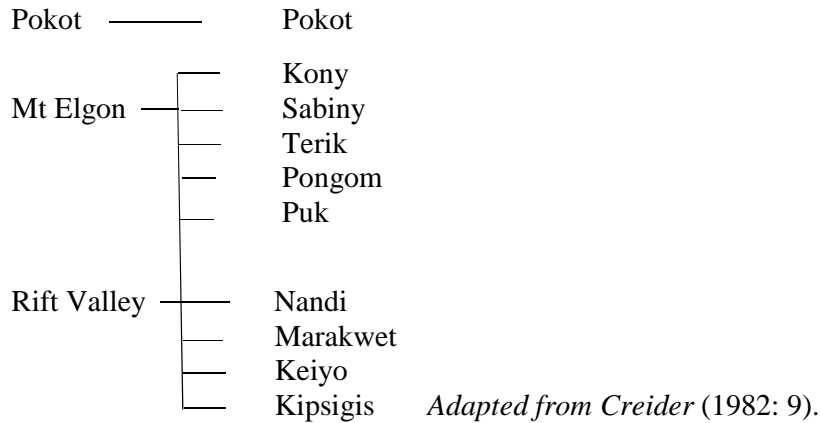 Pokot Pokot
Kony
Mt Elgon Sabiny
Terik
Pongom
Puk
Rift Valley Nandi
Marakwet
Keiyo
Kipsigis Adapted from Creider (1982: 9).